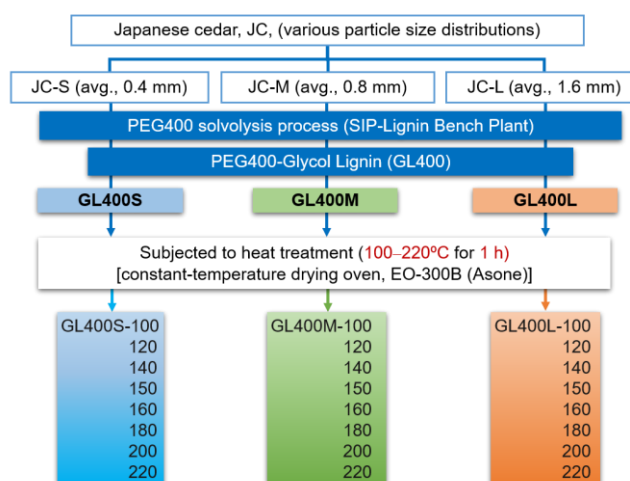 Japanese cedar, JC, (various particle size distributions)
JC-S (avg., 0.4 mm)
JC-M (avg., 0.8 mm)
JC-L (avg., 1.6 mm)
PEG400 solvolysis process (SIP-Lignin Bench Plant)
PEG400-Glycol Lignin (GL400)
GL400S
GL400M
GL400L
Subjected to heat treatment (100–220ºC for 1 h)
[constant-temperature drying oven, EO-300B (Asone)]
GL400S-100
120
140
150
160
180
200
220
GL400M-100
120
140
150
160
180
200
220
GL400L-100
120
140
150
160
180
200
220